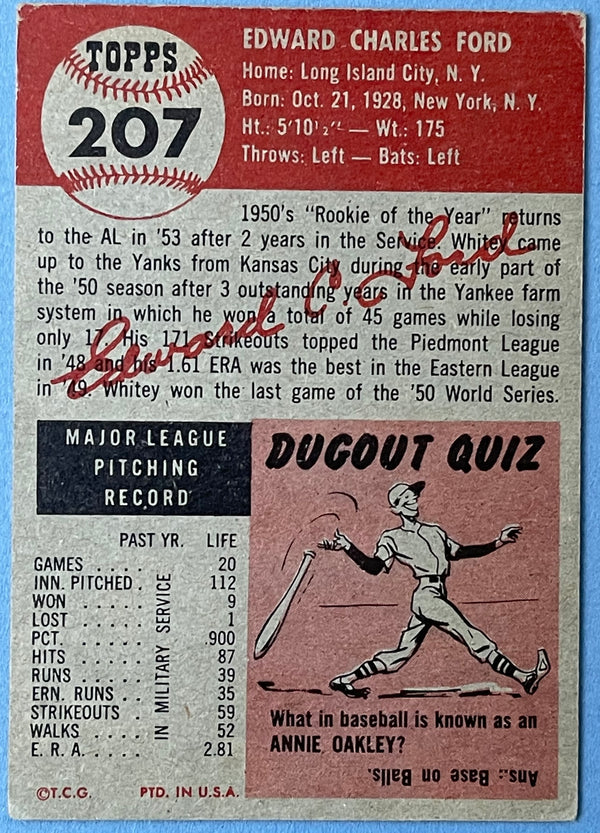 TOPPS
207
EDWARD CHARLES FORD
Home: Long Island City, N. Y.
Born: Oct. 21, 1928, New York, N. Y.
Ht.: 5'10½" — Wt.: 175
Throws: Left — Bats: Left
1950's "Rookie of the Year" returns
to the AL in '53 after 2 years in the Service. Whitey came
up to the Yanks from Kansas City during the early part of
the '50 season after 3 outstanding years in the Yankee farm
system in which he won a total of 45 games while losing
only 17. His 171 strikeouts topped the Piedmont League
in '48 and his 1.61 ERA was the best in the Eastern League
in '49. Whitey won the last game of the '50 World Series.
Edward C. Ford
MAJOR LEAGUE
PITCHING
RECORD
PAST YR. LIFE
GAMES . . . . 20
INN. PITCHED . 112
WON . . . . . 9
LOST . . . . . 1
PCT. . . . . . .900
HITS . . . . . 87
RUNS . . . . . 39
ERN. RUNS . . 35
STRIKEOUTS . . 59
WALKS . . . . 52
E. R. A. . . . . 2.81
IN MILITARY SERVICE
©T.C.G. PTD. IN U.S.A.
DUGOUT QUIZ
What in baseball is known as an
ANNIE OAKLEY?
Ans.: Base on Balls.